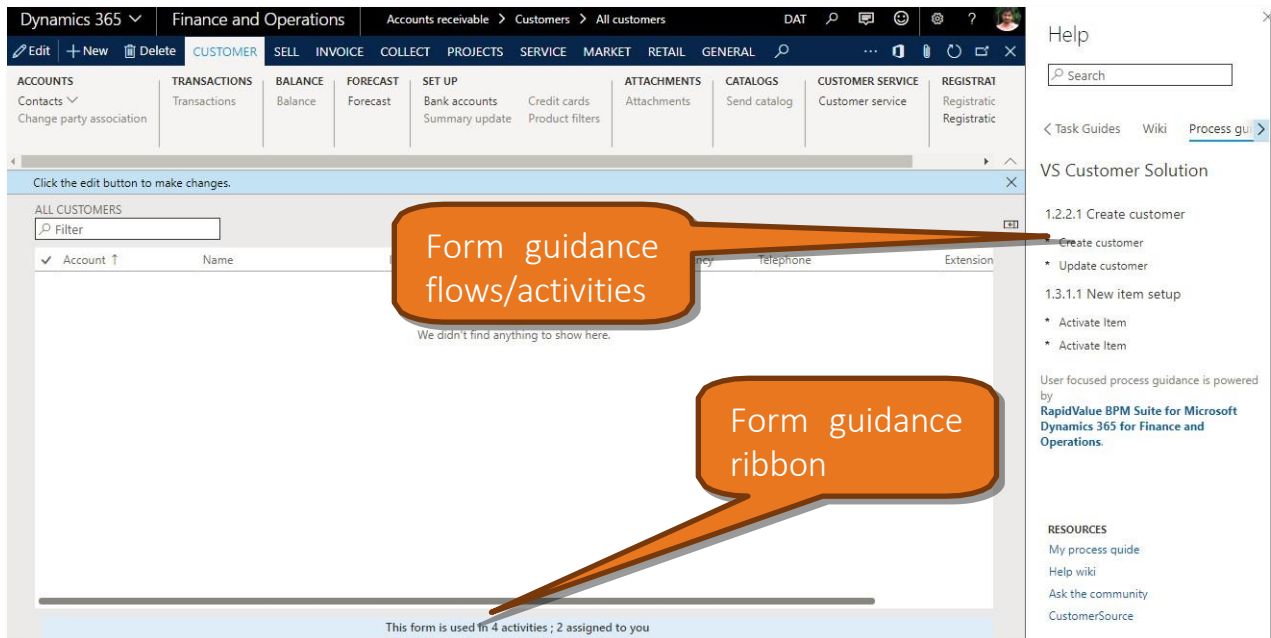 Dynamics 365 Finance and Operations Accounts receivable > Customers > All customers DAT ?
Edit + New Delete CUSTOMER SELL INVOICE COLLECT PROJECTS SERVICE MARKET RETAIL GENERAL ...
ACCOUNTS TRANSACTIONS BALANCE FORECAST SET UP ATTACHMENTS CATALOGS CUSTOMER SERVICE REGISTRAT
Contacts Transactions Balance Forecast Bank accounts Credit cards Attachments Send catalog Customer service Registratic
Change party association Summary update Product filters Registratic
Click the edit button to make changes.
ALL CUSTOMERS
Filter
Account ↑ Name Telephone Extension
We didn't find anything to show here.
Form guidance
flows/activities
Form guidance
ribbon
This form is used in 4 activities ; 2 assigned to you
Help
Search
< Task Guides Wiki Process gui >
VS Customer Solution
1.2.2.1 Create customer
* Create customer
* Update customer
1.3.1.1 New item setup
* Activate Item
* Activate Item
User focused process guidance is powered
by
RapidValue BPM Suite for Microsoft
Dynamics 365 for Finance and
Operations.
RESOURCES
My process guide
Help wiki
Ask the community
CustomerSource